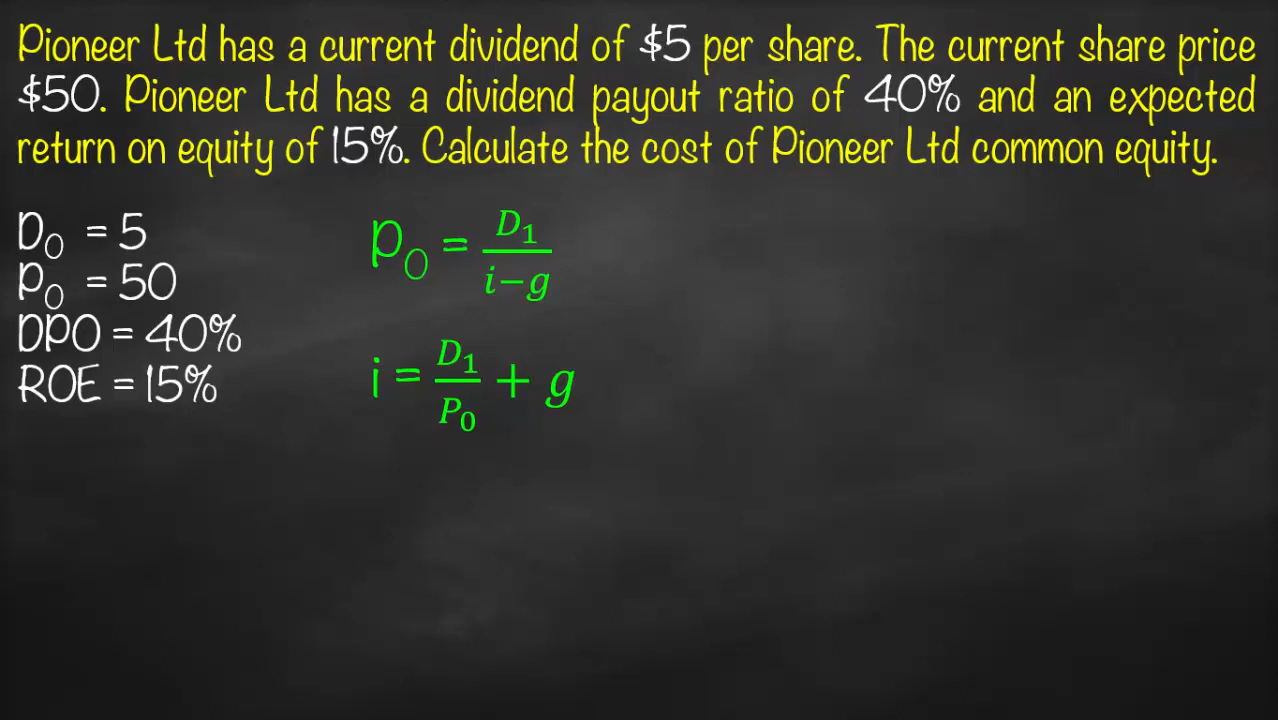 Pioneer Ltd has a current dividend of $5 per share. The current share price
$50. Pioneer Ltd has a dividend payout ratio of 40% and an expected
return on equity of 15%. Calculate the cost of Pioneer Ltd common equity.
D₀ = 5
P₀ = 50
DPO = 40%
ROE = 15%
P₀ = D₁ / i−g
i = D₁ / P₀ + g